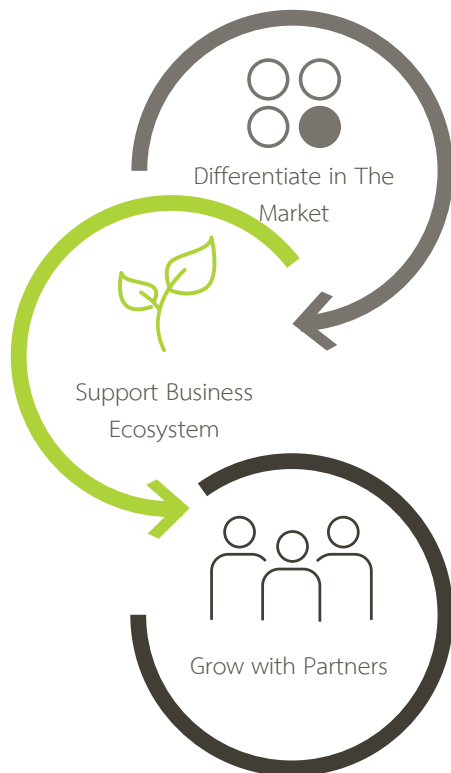 Differentiate in The
Market
Support Business
Ecosystem
Grow with Partners